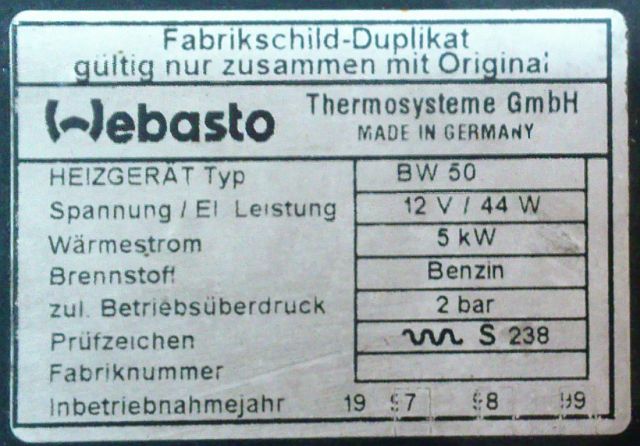 Fabrikschild-Duplikat
gültig nur zusammen mit Original
Webasto Thermosysteme GmbH
MADE IN GERMANY
HEIZGERÄT Typ BW 50
Spannung / El Leistung 12 V / 44 W
Wärmestrom 5 kW
Brennstoff Benzin
zul. Betriebsüberdruck 2 bar
Prüfzeichen S 238
Fabriknummer
Inbetriebnahmejahr 19 97 98 99